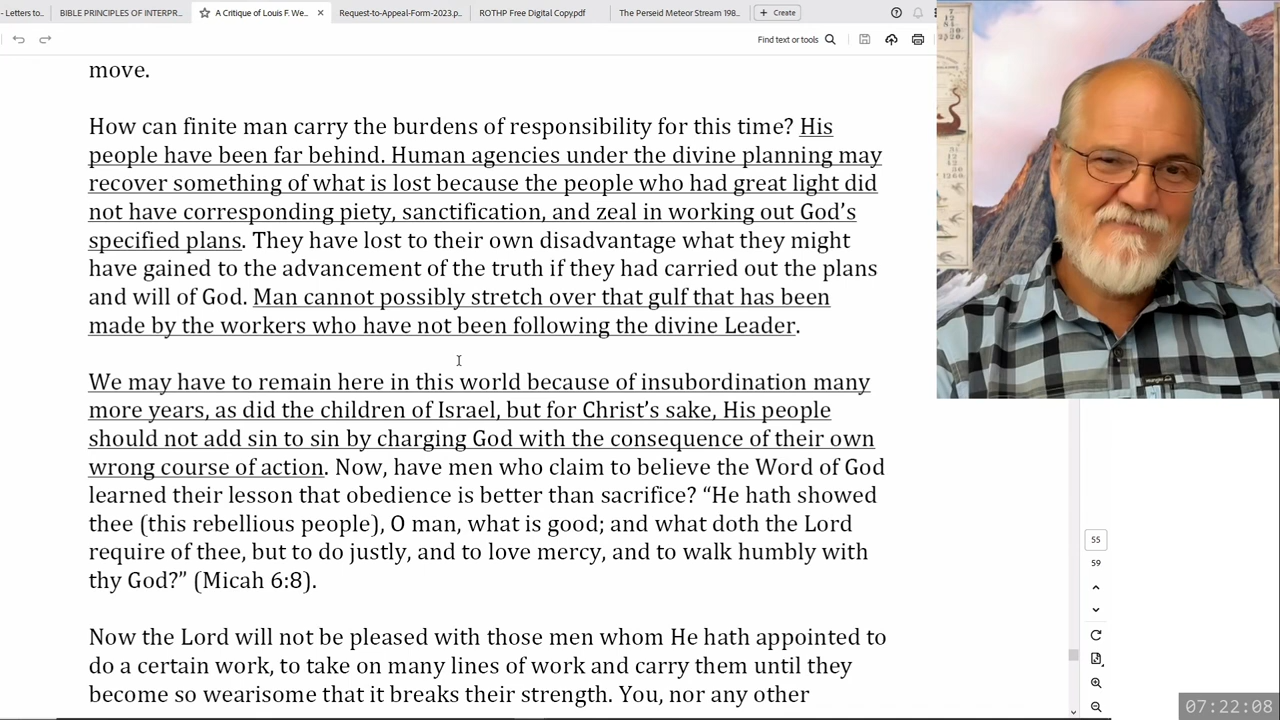 - Letters to...
BIBLE PRINCIPLES OF INTERPR...
A Critique of Louis F. We... ×
Request-to-Appeal-Form-2023.p...
ROTHP Free Digital Copy.pdf
The Perseid Meteor Stream 198...
+ Create
Find text or tools
move.
How can finite man carry the burdens of responsibility for this time? His
people have been far behind. Human agencies under the divine planning may
recover something of what is lost because the people who had great light did
not have corresponding piety, sanctification, and zeal in working out God’s
specified plans. They have lost to their own disadvantage what they might
have gained to the advancement of the truth if they had carried out the plans
and will of God. Man cannot possibly stretch over that gulf that has been
made by the workers who have not been following the divine Leader.
We may have to remain here in this world because of insubordination many
more years, as did the children of Israel, but for Christ’s sake, His people
should not add sin to sin by charging God with the consequence of their own
wrong course of action. Now, have men who claim to believe the Word of God
learned their lesson that obedience is better than sacrifice? “He hath showed
thee (this rebellious people), O man, what is good; and what doth the Lord
require of thee, but to do justly, and to love mercy, and to walk humbly with
thy God?” (Micah 6:8).
Now the Lord will not be pleased with those men whom He hath appointed to
do a certain work, to take on many lines of work and carry them until they
become so wearisome that it breaks their strength. You, nor any other
55
59
07:22:08